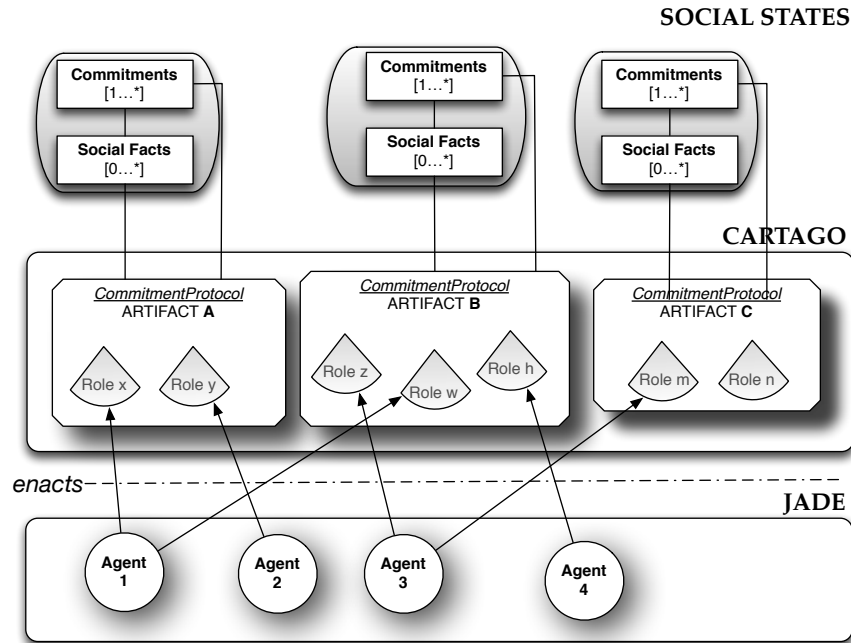 SOCIAL STATES
Commitments
[1...*]
Social Facts
[0...*]
Commitments
[1...*]
Social Facts
[0...*]
Commitments
[1...*]
Social Facts
[0...*]
CARTAGO
CommitmentProtocol
ARTIFACT A
Role x
Role y
CommitmentProtocol
ARTIFACT B
Role z
Role w
Role h
CommitmentProtocol
ARTIFACT C
Role m
Role n
enacts
JADE
Agent
1
Agent
2
Agent
3
Agent
4